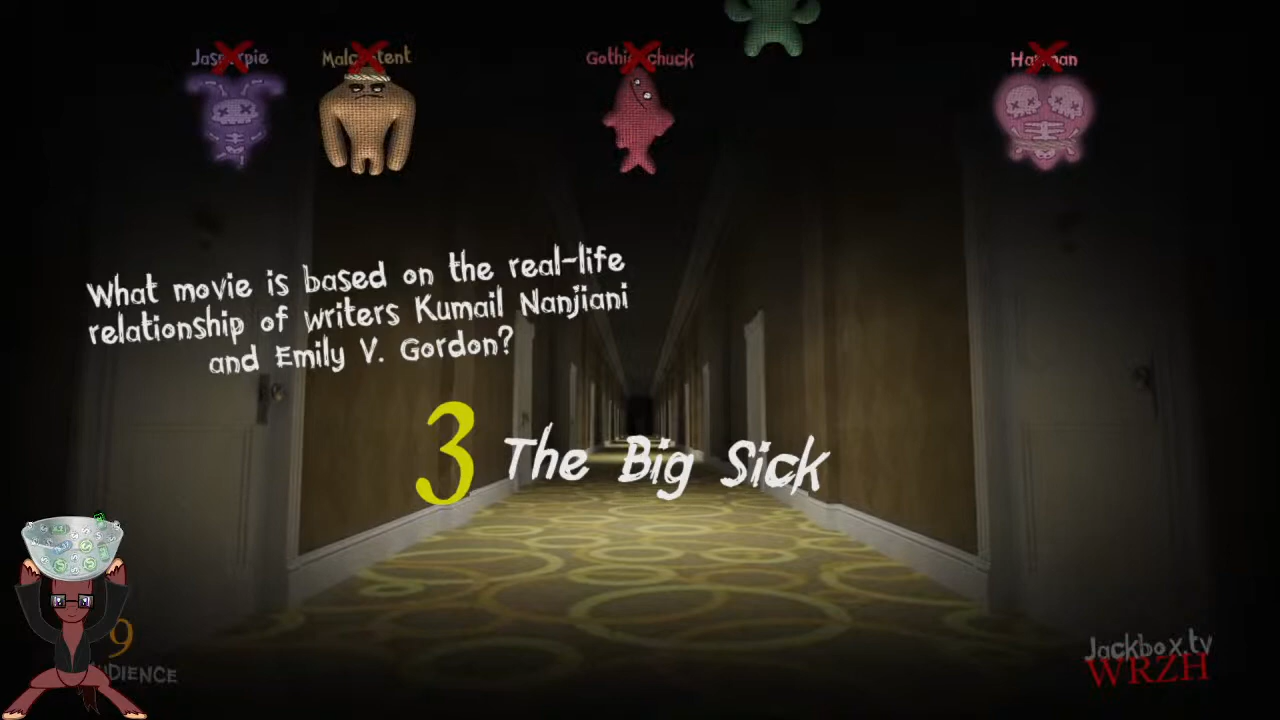 What movie is based on the real-life
relationship of writers Kumail Nanjiani
and Emily V. Gordon?
3 The Big Sick
9
Jackbox.tv
WRZH